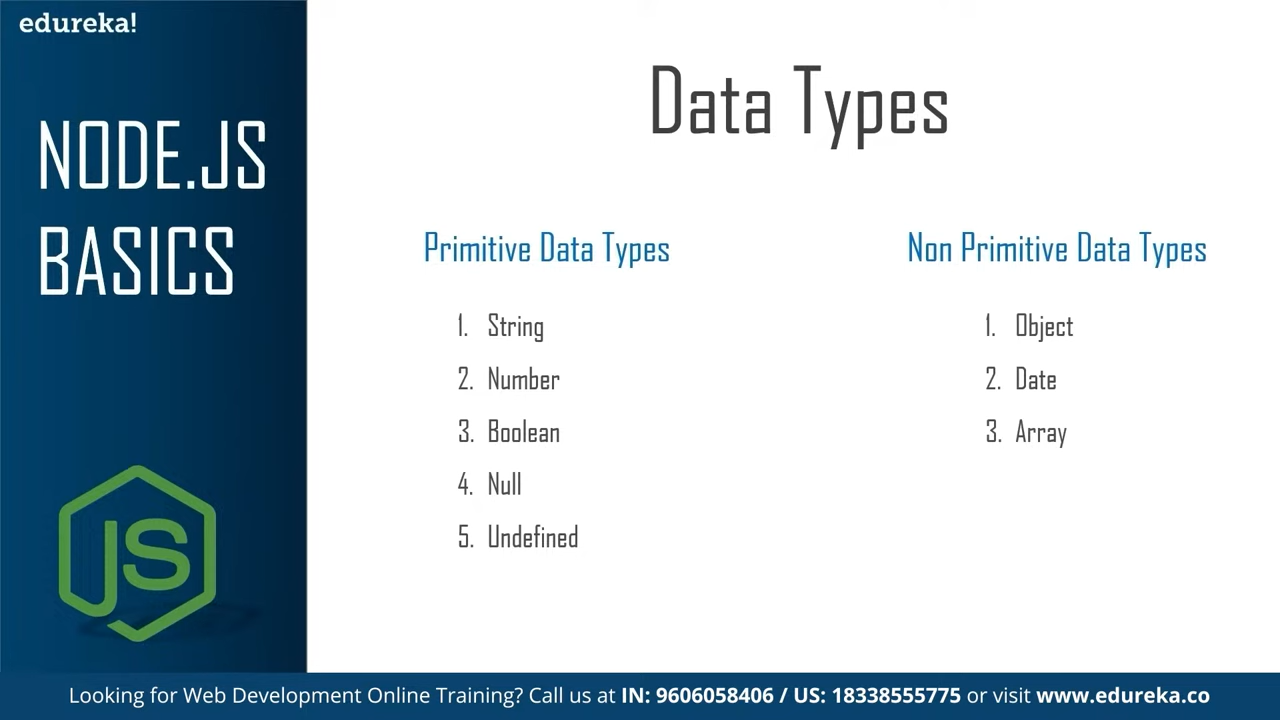 edureka!
NODE.JS
BASICS
JS
Data Types
Primitive Data Types
1. String
2. Number
3. Boolean
4. Null
5. Undefined
Non Primitive Data Types
1. Object
2. Date
3. Array
Looking for Web Development Online Training? Call us at IN: 9606058406 / US: 18338555775 or visit www.edureka.co